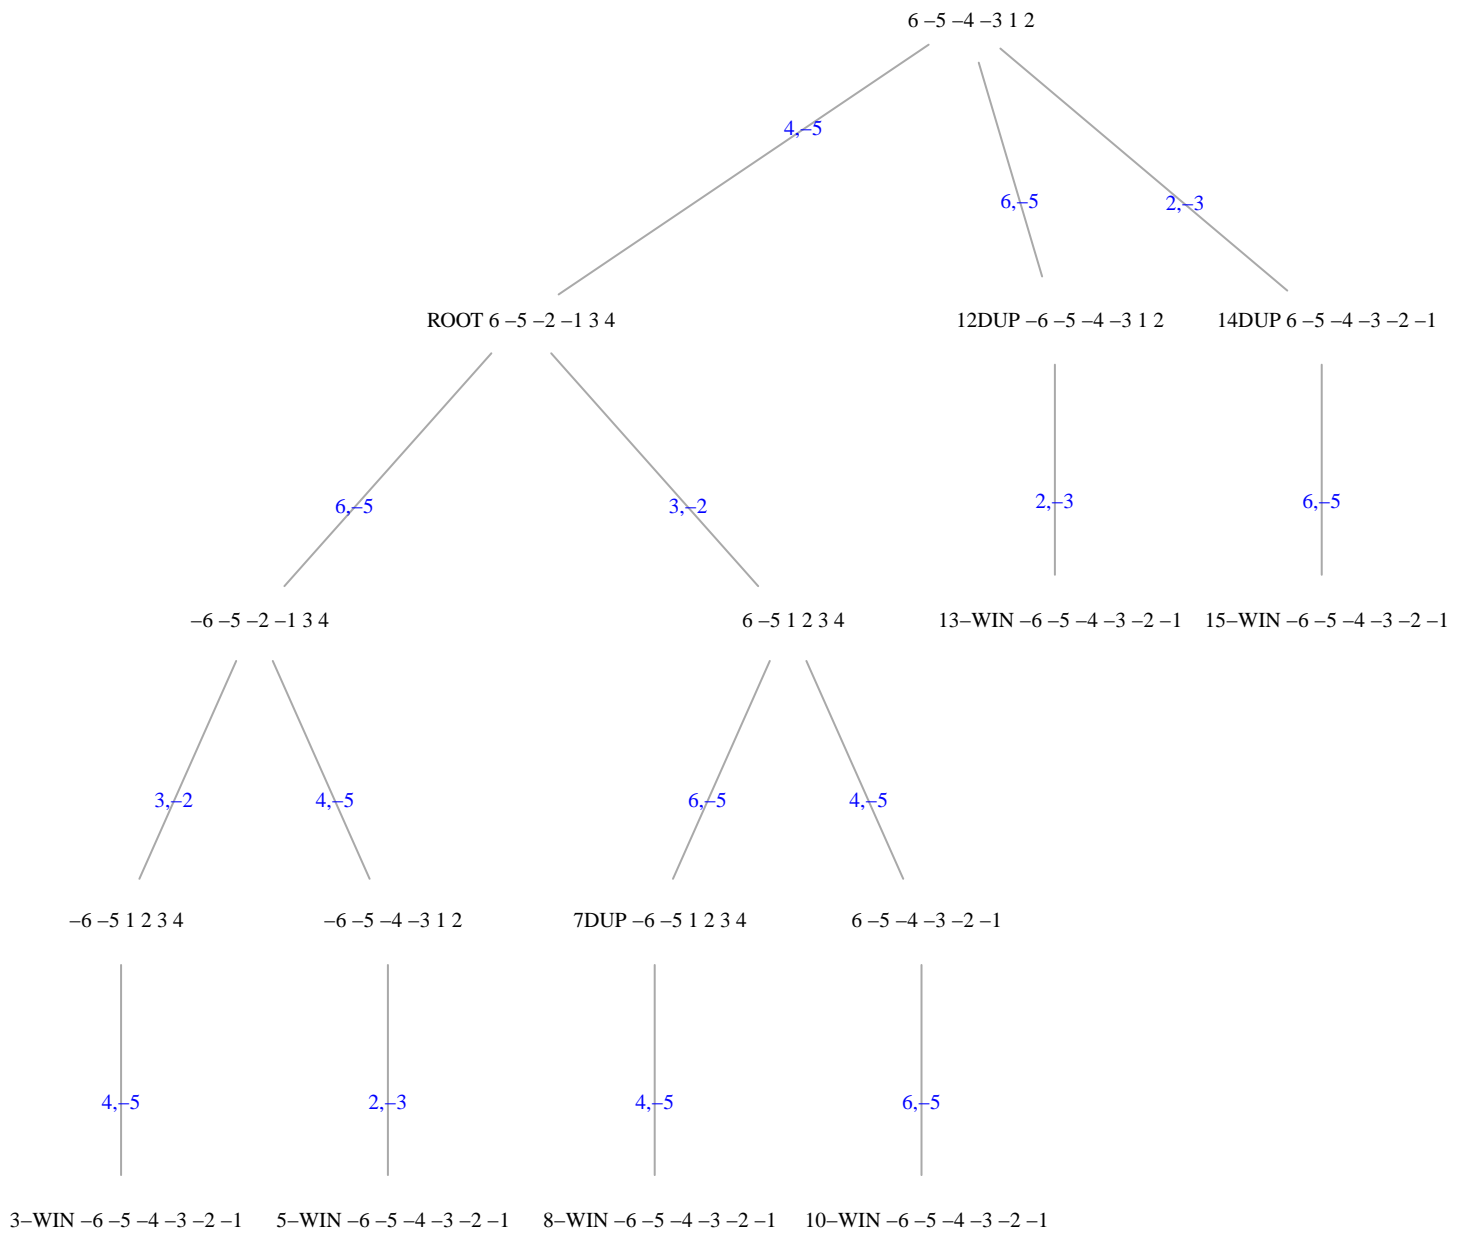 6 –5 –4 –3 1 2
4,–5
6,–5
2,–3
ROOT 6 –5 –2 –1 3 4
12DUP –6 –5 –4 –3 1 2
14DUP 6 –5 –4 –3 –2 –1
6,–5
3,–2
2,–3
6,–5
–6 –5 –2 –1 3 4
6 –5 1 2 3 4
13–WIN –6 –5 –4 –3 –2 –1
15–WIN –6 –5 –4 –3 –2 –1
3,–2
4,–5
6,–5
4,–5
–6 –5 1 2 3 4
–6 –5 –4 –3 1 2
7DUP –6 –5 1 2 3 4
6 –5 –4 –3 –2 –1
4,–5
2,–3
4,–5
6,–5
3–WIN –6 –5 –4 –3 –2 –1
5–WIN –6 –5 –4 –3 –2 –1
8–WIN –6 –5 –4 –3 –2 –1
10–WIN –6 –5 –4 –3 –2 –1